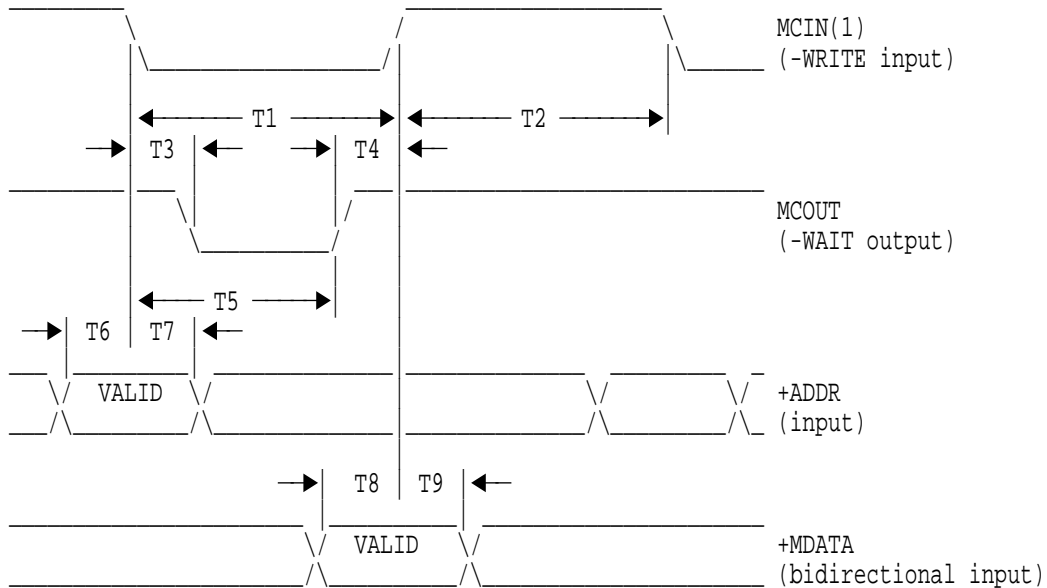 MCIN(1)
(-WRITE input)
T1 T2
T3 T4
MCOUT
(-WAIT output)
T5
T6 T7
VALID
+ADDR
(input)
T8 T9
VALID
+MDATA
(bidirectional input)